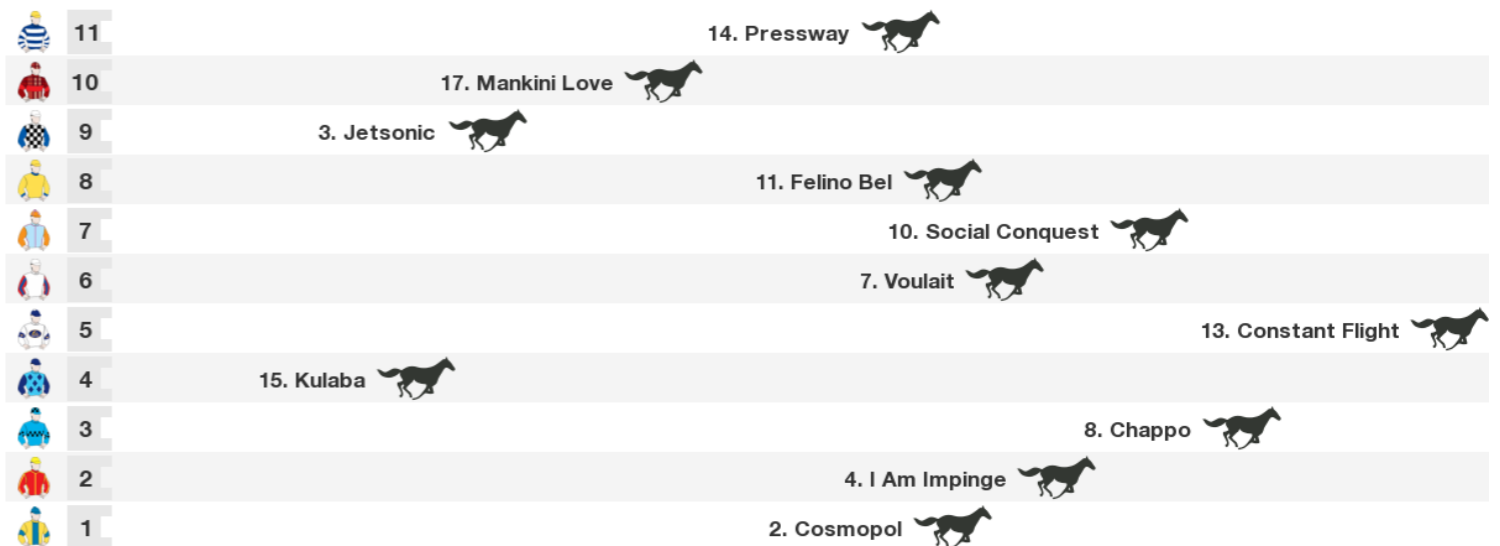 11 14. Pressway
10 17. Mankini Love
9 3. Jetsonic
8 11. Felino Bel
7 10. Social Conquest
6 7. Voulait
5 13. Constant Flight
4 15. Kulaba
3 8. Chappo
2 4. I Am Impinge
1 2. Cosmopol